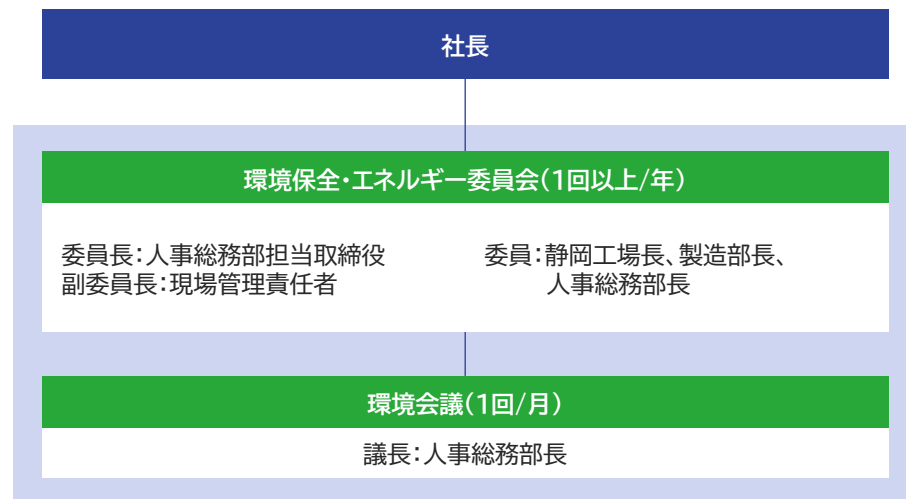 社長
環境保全・エネルギー委員会(1回以上/年)
委員長：人事総務部担当取締役
副委員長：現場管理責任者
委員：静岡工場長、製造部長、
人事総務部長
環境会議(1回/月)
議長：人事総務部長